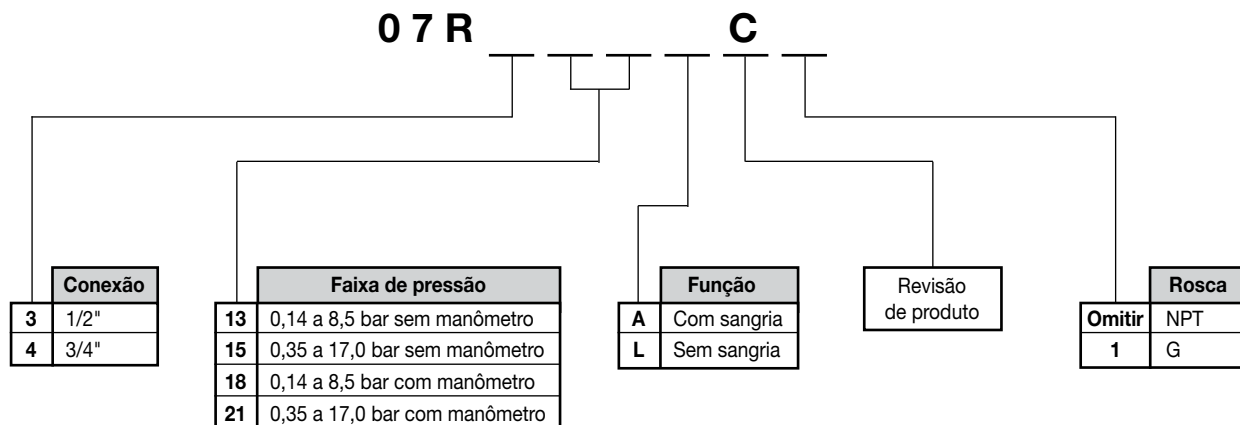 07R C
Conexão
3 1/2"
4 3/4"
Faixa de pressão
13 0,14 a 8,5 bar sem manômetro
15 0,35 a 17,0 bar sem manômetro
18 0,14 a 8,5 bar com manômetro
21 0,35 a 17,0 bar com manômetro
Função
A Com sangria
L Sem sangria
Revisão
de produto
Rosca
Omitir NPT
1 G